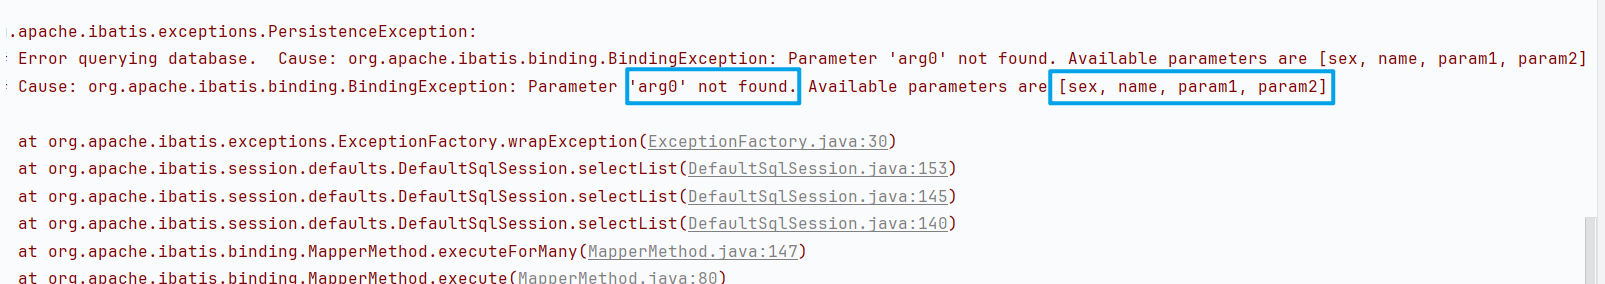 .apache.ibatis.exceptions.PersistenceException:
Error querying database.  Cause: org.apache.ibatis.binding.BindingException: Parameter 'arg0' not found. Available parameters are [sex, name, param1, param2]
Cause: org.apache.ibatis.binding.BindingException: Parameter 'arg0' not found. Available parameters are [sex, name, param1, param2]
at org.apache.ibatis.exceptions.ExceptionFactory.wrapException(ExceptionFactory.java:30)
at org.apache.ibatis.session.defaults.DefaultSqlSession.selectList(DefaultSqlSession.java:153)
at org.apache.ibatis.session.defaults.DefaultSqlSession.selectList(DefaultSqlSession.java:145)
at org.apache.ibatis.session.defaults.DefaultSqlSession.selectList(DefaultSqlSession.java:140)
at org.apache.ibatis.binding.MapperMethod.executeForMany(MapperMethod.java:147)
at org.apache.ibatis.binding.MapperMethod.execute(MapperMethod.java:80)